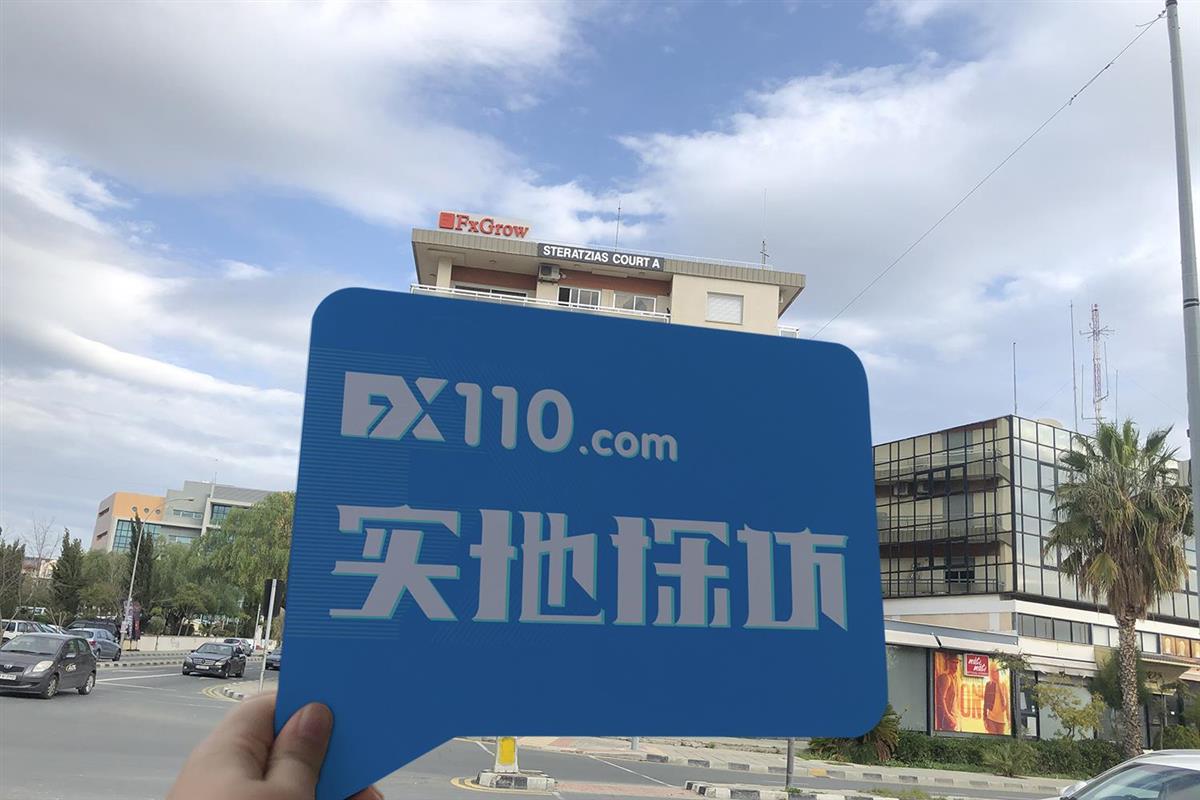 FxGrow
STERATZIAS COURT A
FX110.com
实地探访